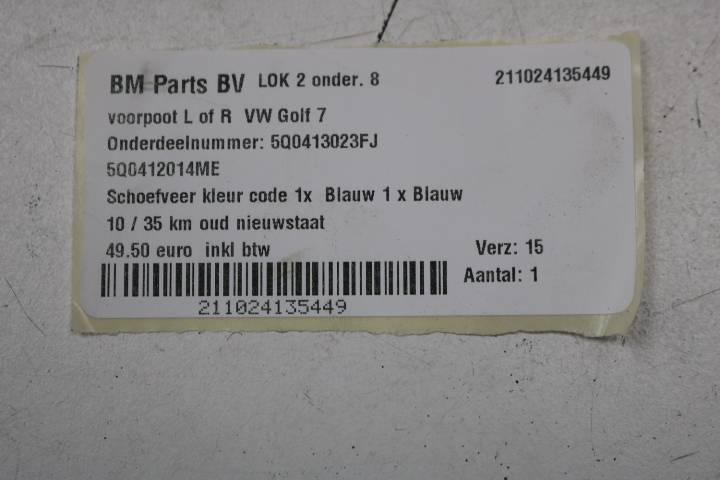 BM Parts BV LOK 2 onder. 8 211024135449
voorpoot L of R VW Golf 7
Onderdeelnummer: 5Q0413023FJ
5Q0412014ME
Schoefveer kleur code 1x Blauw 1 x Blauw
10 / 35 km oud nieuwstaat
49.50 euro inkl btw Verz: 15
Aantal: 1
211024135449